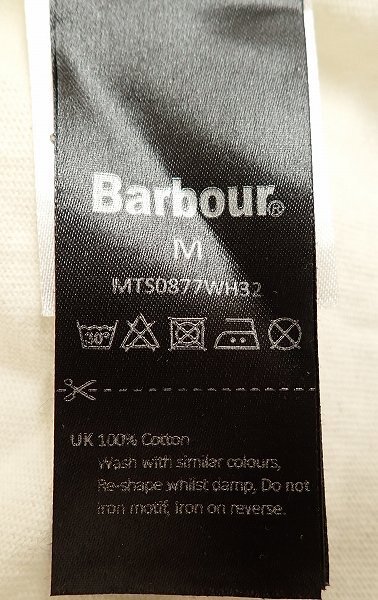 Barbour®
M
MTS0877WH32
30°
UK 100% Cotton
Wash with similar colours,
Re-shape whilst damp, Do not
iron motif, iron on reverse.